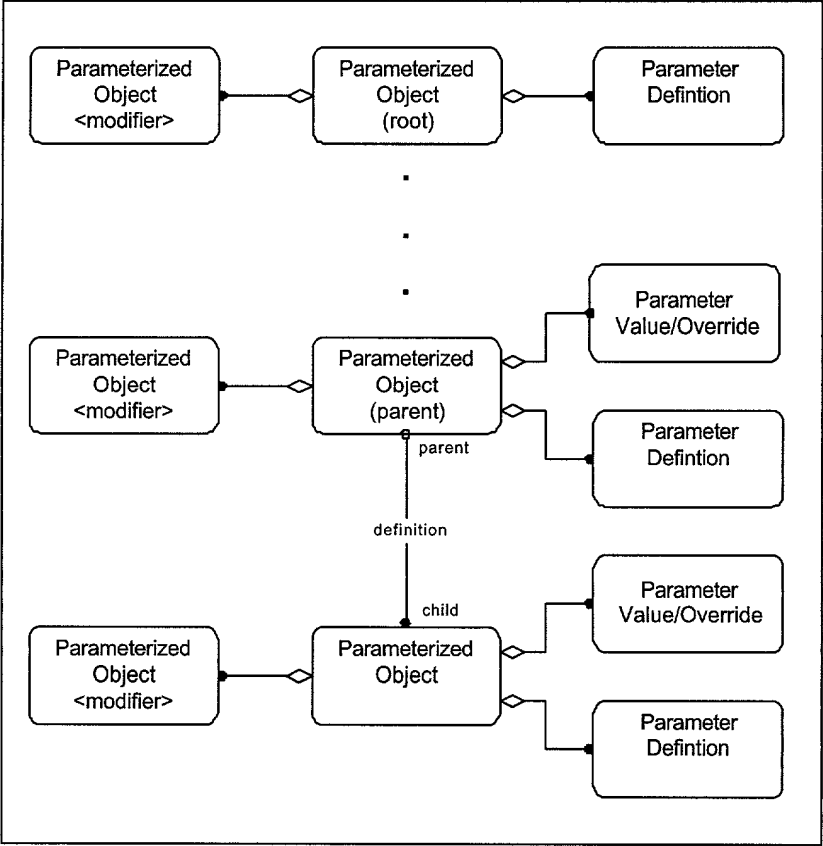 Parameterized
Object
<modifier>
Parameterized
Object
(root)
Parameter
Defintion
Parameter
Value/Override
Parameterized
Object
<modifier>
Parameterized
Object
(parent)
Parameter
Defintion
parent
definition
child
Parameter
Value/Override
Parameterized
Object
<modifier>
Parameterized
Object
Parameter
Defintion